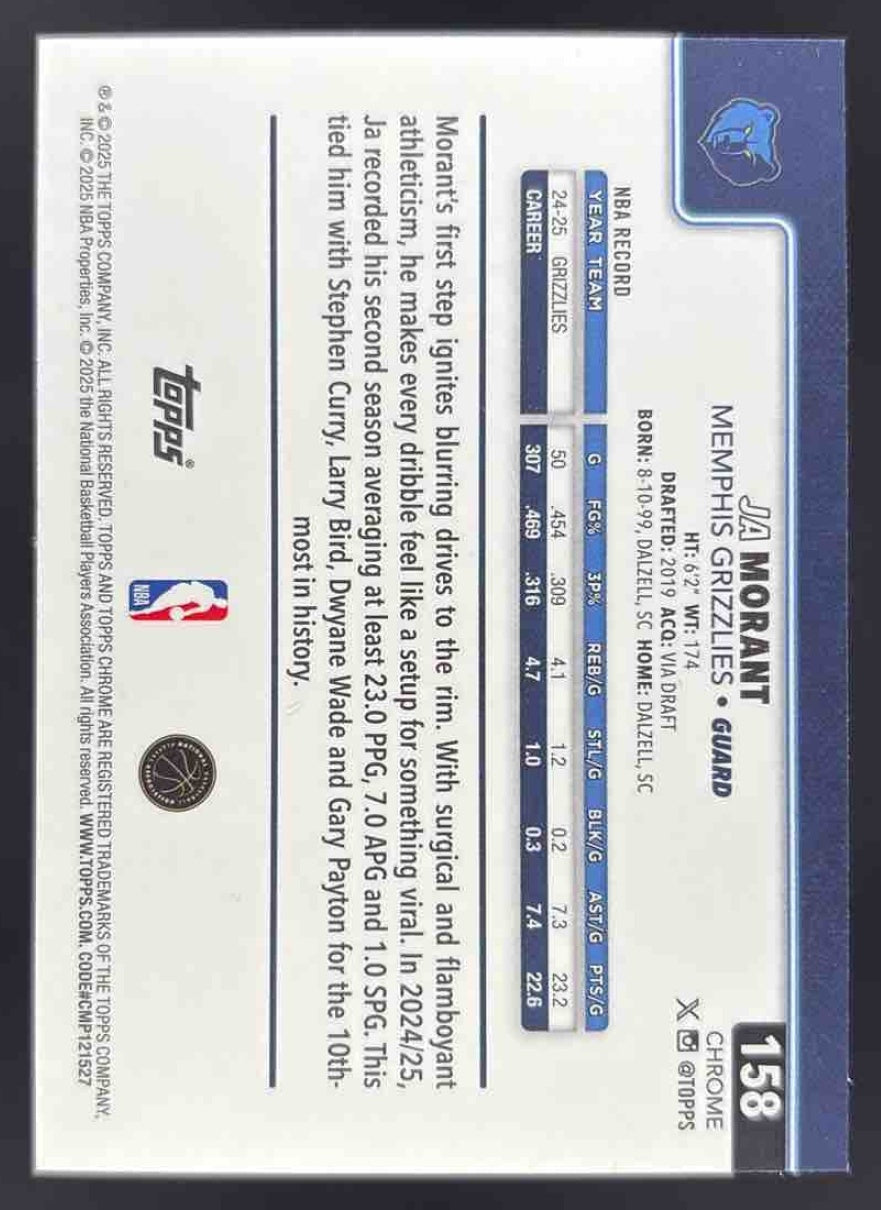 158
CHROME
@TOPPS
JA MORANT
MEMPHIS GRIZZLIES • GUARD
HT: 6'2" WT: 174
DRAFTED: 2019 ACQ: VIA DRAFT
BORN: 8-10-99, DALZELL, SC HOME: DALZELL, SC
NBA RECORD
YEAR TEAM G FG% 3P% REB/G STL/G BLK/G AST/G PTS/G
24-25 GRIZZLIES 50 .454 .309 4.1 1.2 0.2 7.3 23.2
CAREER 307 .469 .316 4.7 1.0 0.3 7.4 22.6
Morant's first step ignites blurring drives to the rim. With surgical and flamboyant
athleticism, he makes every dribble feel like a setup for something viral. In 2024/25,
Ja recorded his second season averaging at least 23.0 PPG, 7.0 APG and 1.0 SPG. This
tied him with Stephen Curry, Larry Bird, Dwyane Wade and Gary Payton for the 10th-
most in history.
topps®
NBA
® & © 2025 THE TOPPS COMPANY, INC. ALL RIGHTS RESERVED. TOPPS AND TOPPS CHROME ARE REGISTERED TRADEMARKS OF THE TOPPS COMPANY,
INC. © 2025 NBA Properties, Inc. © 2025 the National Basketball Players Association. All rights reserved. WWW.TOPPS.COM. CODE#CMP121527